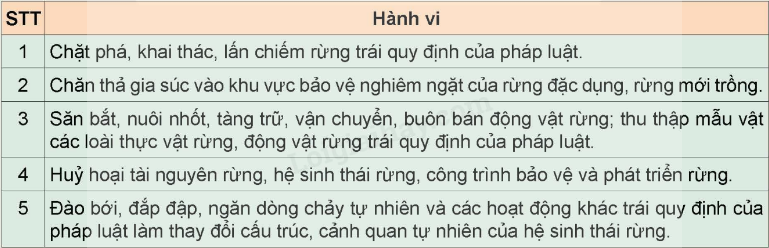 STT Hành vi
1 Chặt phá, khai thác, lấn chiếm rừng trái quy định của pháp luật.
2 Chăn thả gia súc vào khu vực bảo vệ nghiêm ngặt của rừng đặc dụng, rừng mới trồng.
3 Săn bắt, nuôi nhốt, tàng trữ, vận chuyển, buôn bán động vật rừng; thu thập mẫu vật
các loài thực vật rừng, động vật rừng trái quy định của pháp luật.
4 Huỷ hoại tài nguyên rừng, hệ sinh thái rừng, công trình bảo vệ và phát triển rừng.
5 Đào bới, đắp đập, ngăn dòng chảy tự nhiên và các hoạt động khác trái quy định của
pháp luật làm thay đổi cấu trúc, cảnh quan tự nhiên của hệ sinh thái rừng.